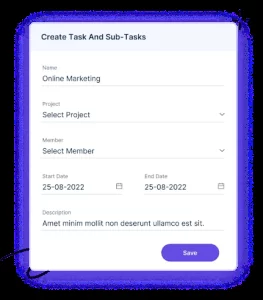 Create Task And Sub-Tasks
Name
Online Marketing
Project
Select Project
Member
Select Member
Start Date End Date
25-08-2022 25-08-2022
Description
Amet minim mollit non deserunt ullamco est sit.
Save